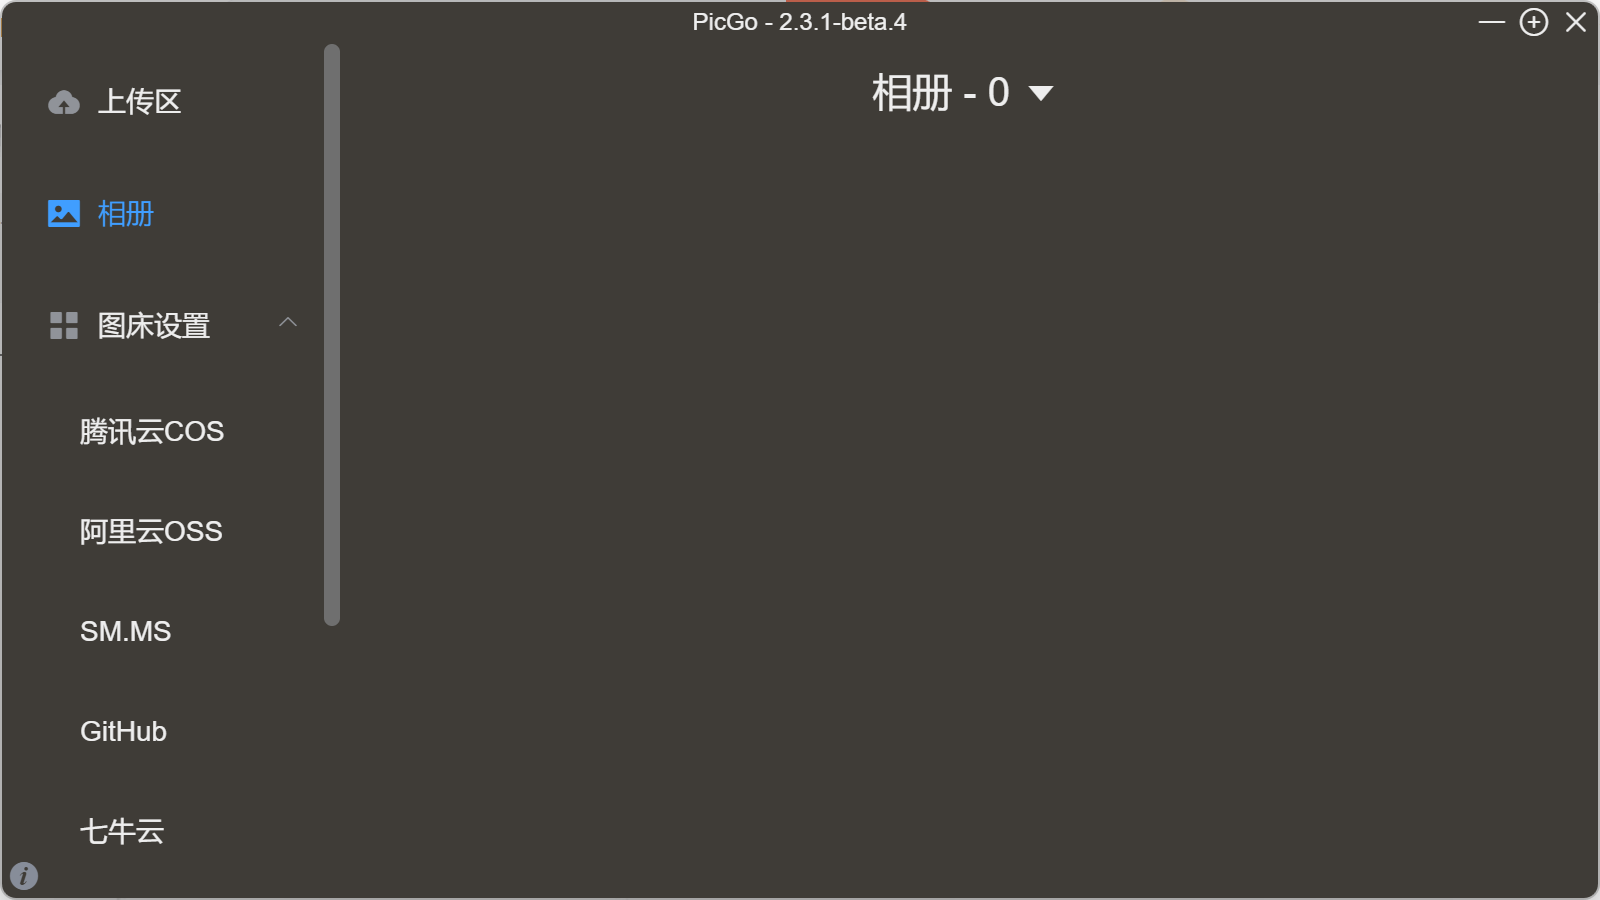 PicGo - 2.3.1-beta.4
上传区
相册
图床设置
腾讯云COS
阿里云OSS
SM.MS
GitHub
七牛云
相册 - 0